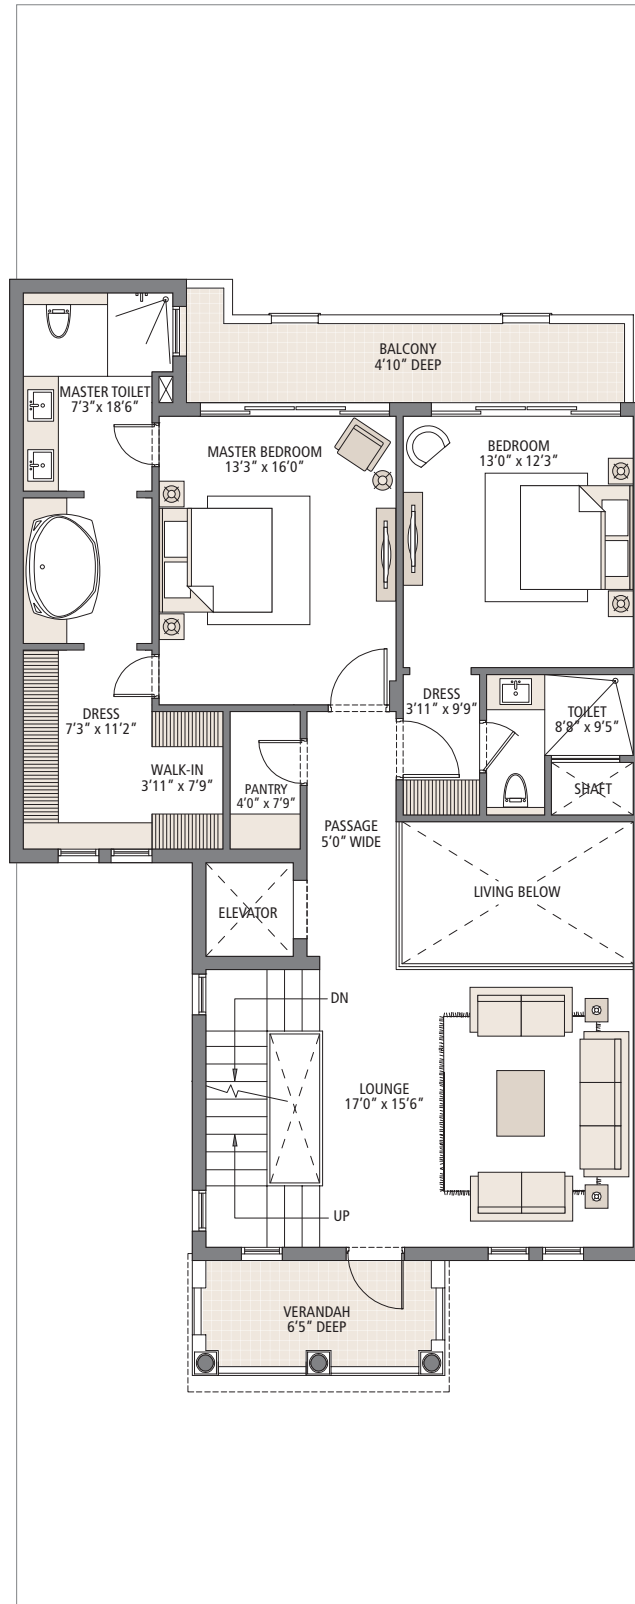 BALCONY
4'10" DEEP
MASTER TOILET
7'3"x 18'6"
MASTER BEDROOM
13'3" x 16'0"
BEDROOM
13'0" x 12'3"
DRESS
7'3" x 11'2"
WALK-IN
3'11" x 7'9"
PANTRY
4'0" x 7'9"
DRESS
3'11" x 9'9"
TOILET
8'8" x 9'5"
SHAFT
PASSAGE
5'0" WIDE
LIVING BELOW
ELEVATOR
DN
LOUNGE
17'0" x 15'6"
UP
VERANDAH
6'5" DEEP